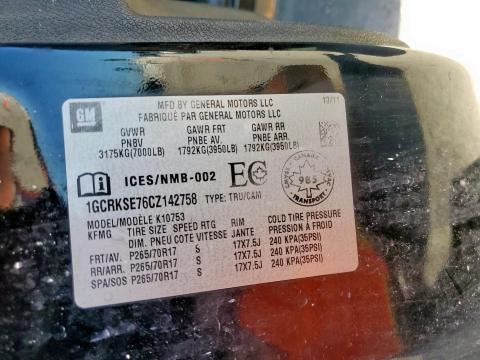 GM
MFD BY GENERAL MOTORS LLC
FABRIQUÉ PAR GENERAL MOTORS LLC
10/11
GVWR GAWR FRT GAWR RR
PNBV PNBE AV. PNBE ARR.
3175KG(7000LB) 1792KG(3950LB) 1792KG(3950LB)
ICES/NMB-002 EC CANADA 985
1GCRKSE76CZ142758 TYPE: TRU/CAM
MODEL/MODÈLE K10753
KFMG TIRE SIZE SPEED RTG RIM COLD TIRE PRESSURE
DIM. PNEU COTE VITESSE JANTE PRESSION A FROID
FRT/AV. P265/70R17 S 17X7.5J 240 KPA(35PSI)
RR/ARR. P265/70R17 S 17X7.5J 240 KPA(35PSI)
SPA/SOS P265/70R17 S 17X7.5J 240 KPA(35PSI)